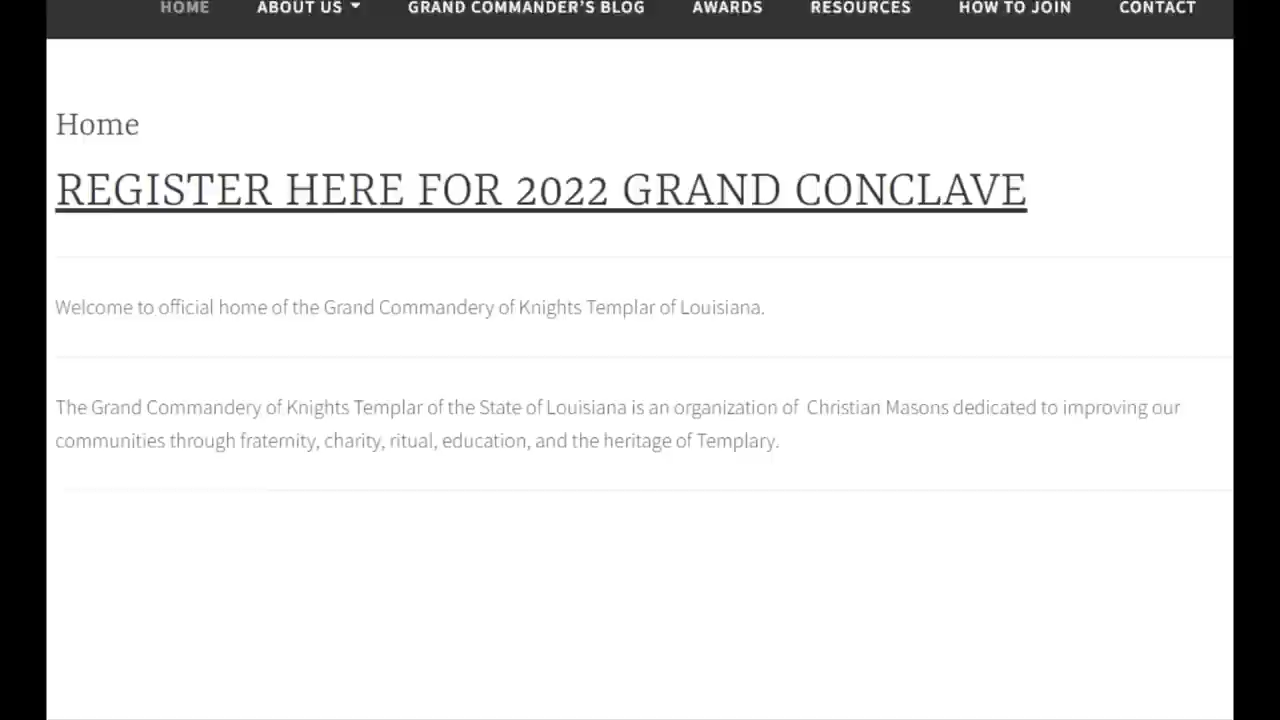 HOME ABOUT US GRAND COMMANDER'S BLOG AWARDS RESOURCES HOW TO JOIN CONTACT
Home
REGISTER HERE FOR 2022 GRAND CONCLAVE
Welcome to official home of the Grand Commandery of Knights Templar of Louisiana.
The Grand Commandery of Knights Templar of the State of Louisiana is an organization of Christian Masons dedicated to improving our
communities through fraternity, charity, ritual, education, and the heritage of Templary.